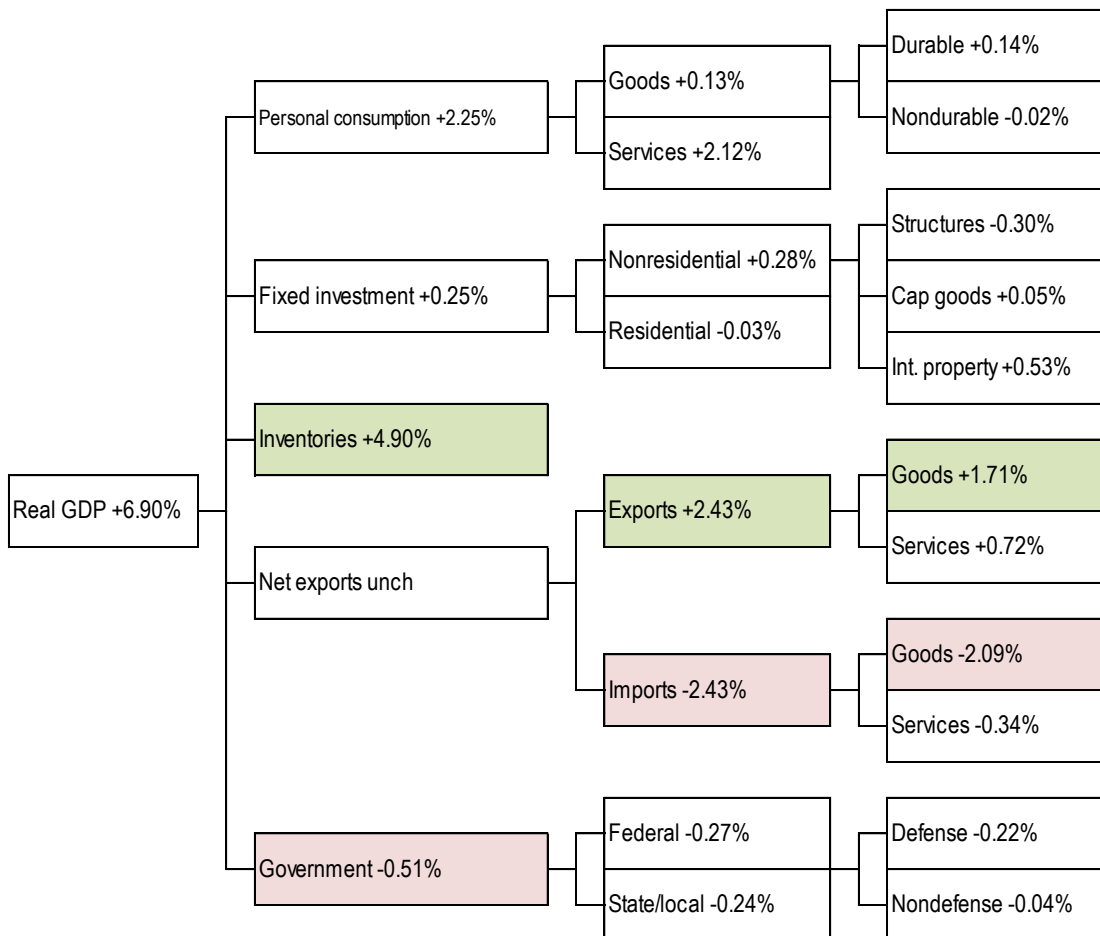 Real GDP +6.90%
Personal consumption +2.25%
Goods +0.13%
Services +2.12%
Durable +0.14%
Nondurable -0.02%
Fixed investment +0.25%
Nonresidential +0.28%
Residential -0.03%
Structures -0.30%
Cap goods +0.05%
Int. property +0.53%
Inventories +4.90%
Net exports unch
Exports +2.43%
Goods +1.71%
Services +0.72%
Imports -2.43%
Goods -2.09%
Services -0.34%
Government -0.51%
Federal -0.27%
State/local -0.24%
Defense -0.22%
Nondefense -0.04%